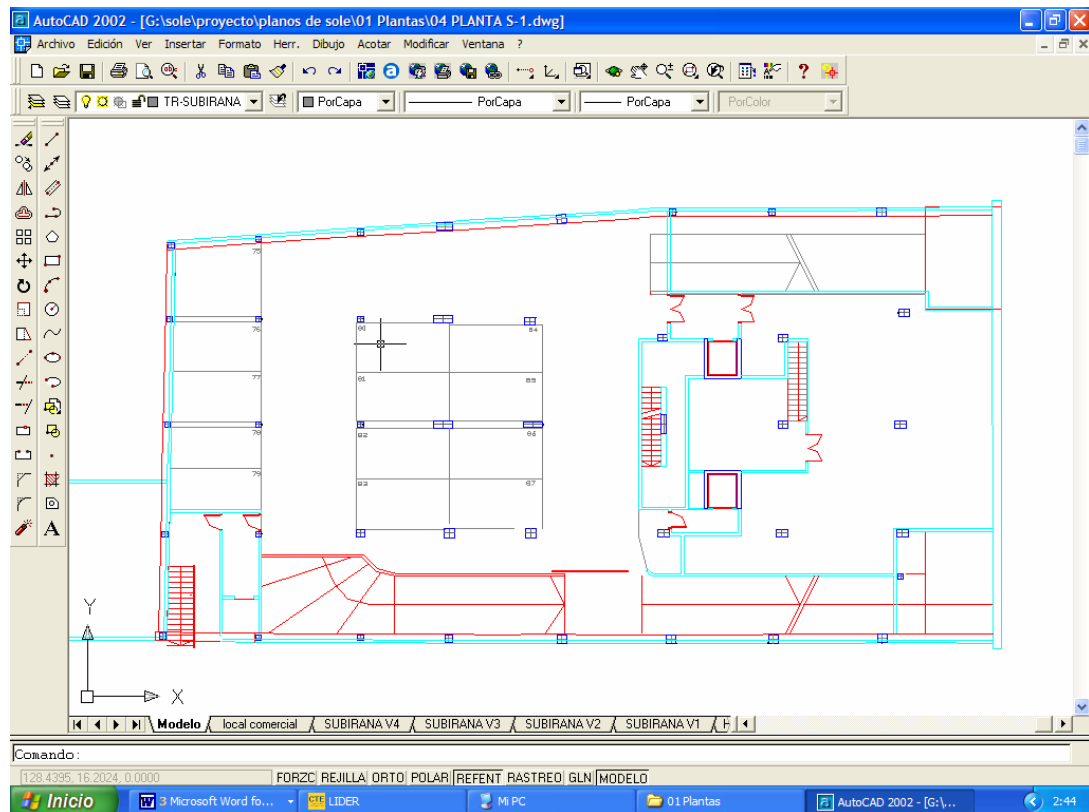 AutoCAD 2002 - [G:\sole\proyecto\planos de sole\01 Plantas\04 PLANTA S-1.dwg]
Archivo Edición Ver Insertar Formato Herr. Dibujo Acotar Modificar Ventana ?
TR-SUBIRANA PorCapa PorCapa PorCapa PorColor
75
76
84
77
85
78
82 86
79
83 87
Y
X
Modelo local comercial SUBIRANA V4 SUBIRANA V3 SUBIRANA V2 SUBIRANA V1
Comando:
128.4395, 16.2024, 0.0000 FORZC REJILLA ORTO POLAR REFENT RASTREO GLN MODELO
Inicio 3 Microsoft Word fo... LIDER Mi PC 01 Plantas AutoCAD 2002 - [G:\... 2:44